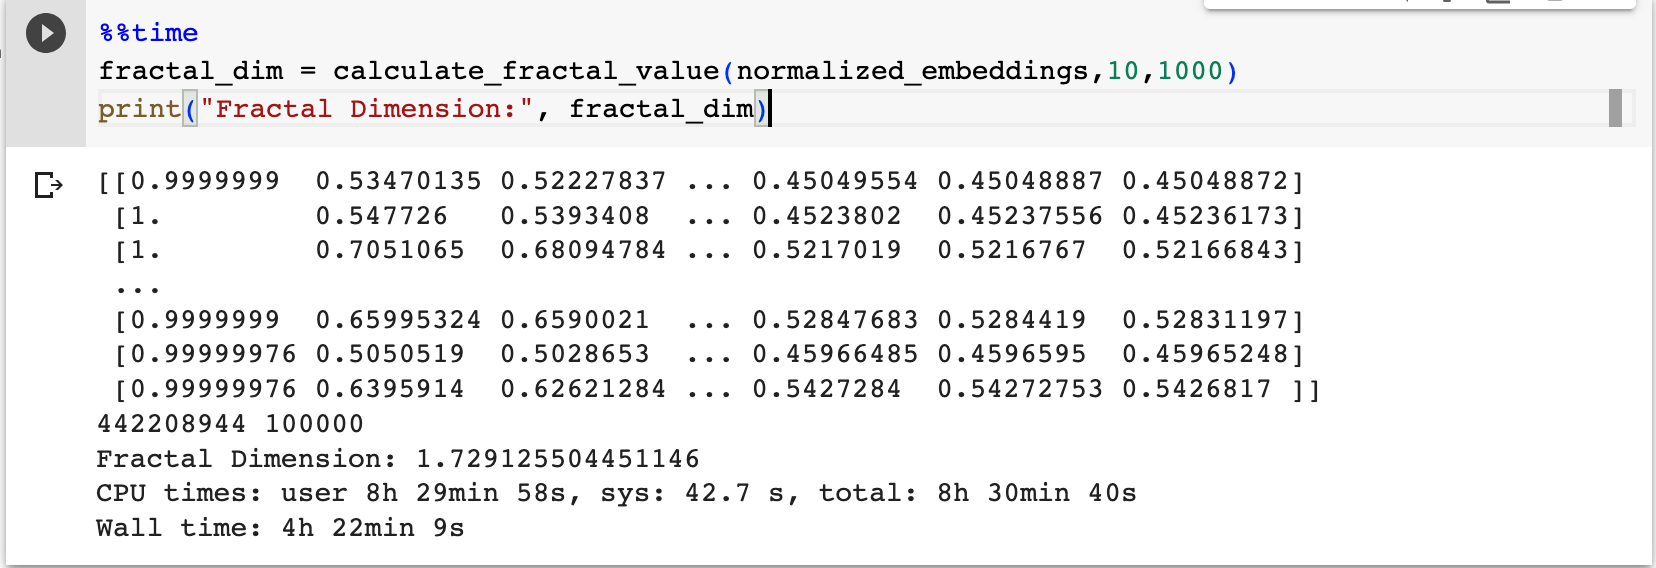 %%time
fractal_dim = calculate_fractal_value(normalized_embeddings,10,1000)
print("Fractal Dimension:", fractal_dim)
[[0.9999999  0.53470135 0.52227837 ... 0.45049554 0.45048887 0.45048872]
 [1.         0.547726   0.5393408  ... 0.4523802  0.45237556 0.45236173]
 [1.         0.7051065  0.68094784 ... 0.5217019  0.5216767  0.52166843]
 ...
 [0.9999999  0.65995324 0.6590021  ... 0.52847683 0.5284419  0.52831197]
 [0.99999976 0.5050519  0.5028653  ... 0.45966485 0.4596595  0.45965248]
 [0.99999976 0.6395914  0.62621284 ... 0.5427284  0.54272753 0.5426817 ]]
442208944 100000
Fractal Dimension: 1.729125504451146
CPU times: user 8h 29min 58s, sys: 42.7 s, total: 8h 30min 40s
Wall time: 4h 22min 9s